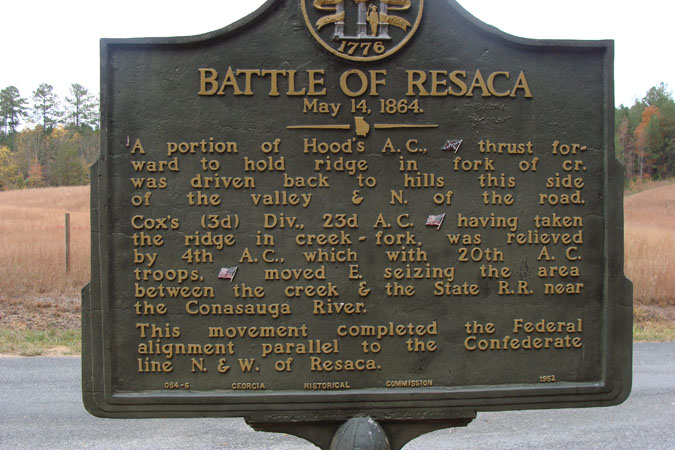 1776
BATTLE OF RESACA
May 14, 1864.
A portion of Hood's A. C., thrust for-
ward to hold ridge in fork of cr.
was driven back to hills this side
of the valley & N. of the road.
Cox's (3d) Div., 23d A.C. having taken
the ridge in creek-fork, was relieved
by 4th A.C., which with 20th A. C.
troops, moved E. seizing the area
between the creek & the State R.R. near
the Conasauga River.
This movement completed the Federal
alignment parallel to the Confederate
line N. & W. of Resaca.
064-6 GEORGIA HISTORICAL COMMISSION 1952